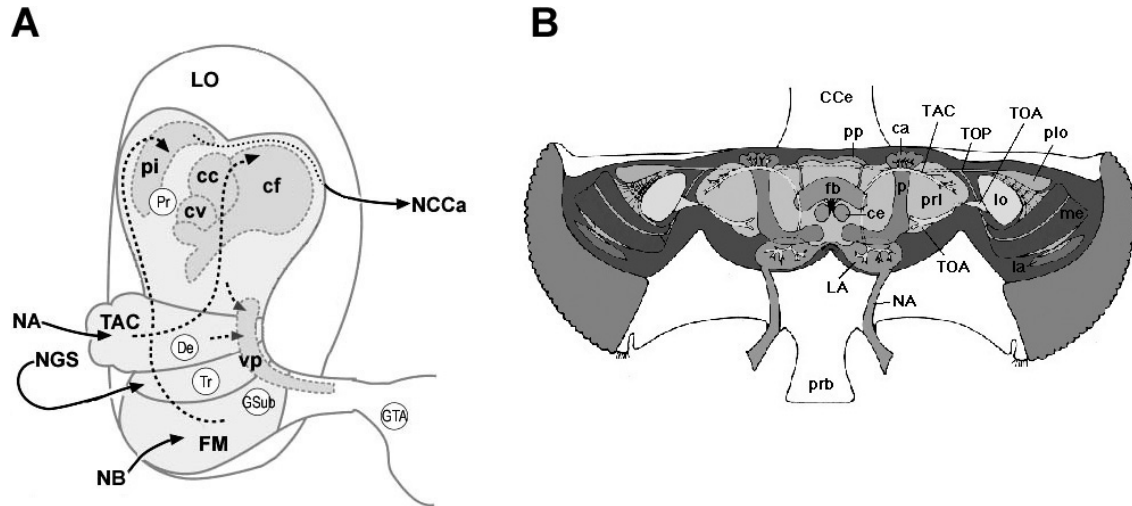 A
LO
pi
cc
cf
Pr
cv
NCCa
NA
TAC
NGS
De
vp
Tr
GSub
GTA
FM
NB
B
CCe
TAC
TOA
pp
ca
TOP
plo
fb
p
prl
lo
ce
me
la
LA
TOA
NA
prb